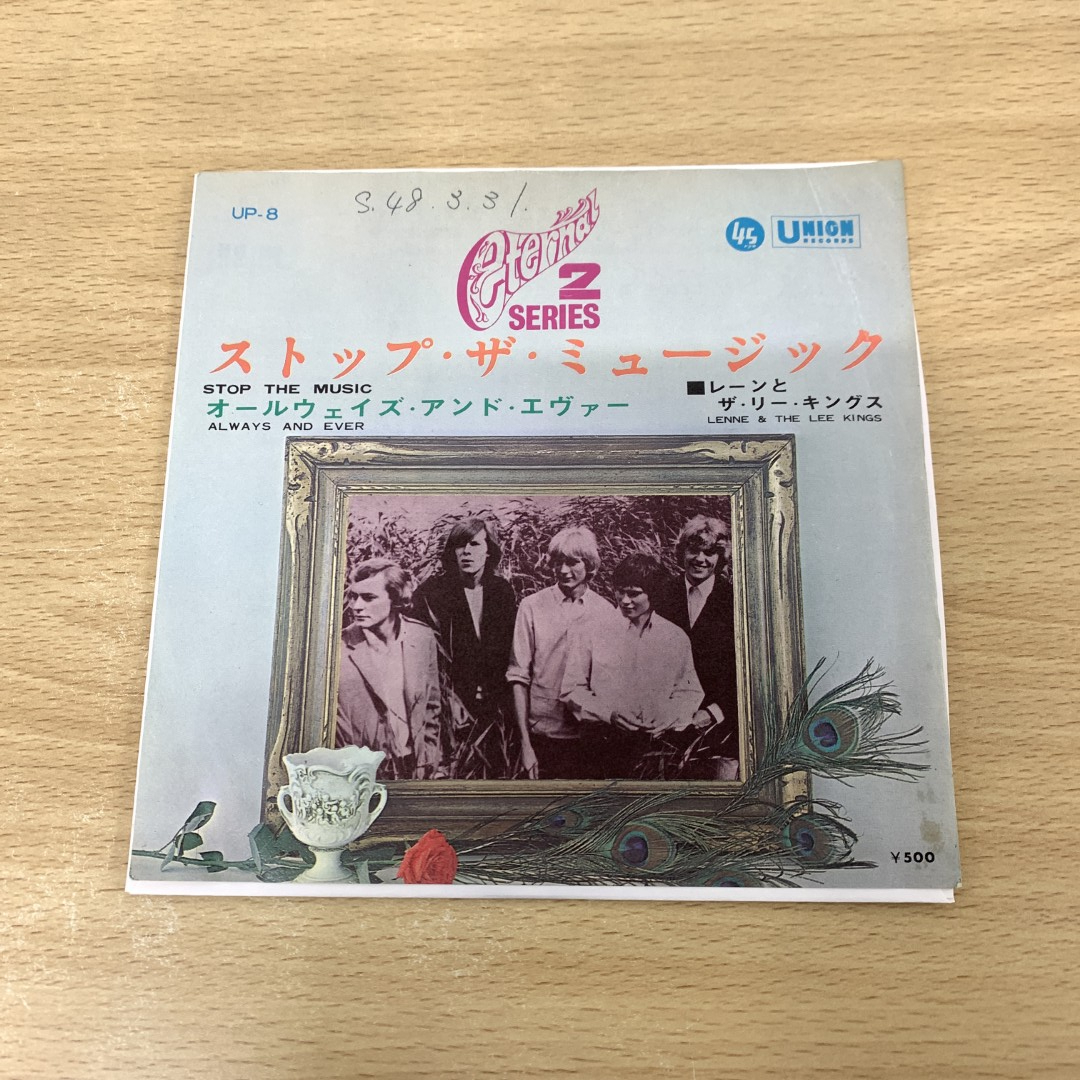 UP-8
S.48.3.31.
45
UNION
RECORDS
eternal
2
SERIES
ストップ・ザ・ミュージック
STOP THE MUSIC
オールウェイズ・アンド・エヴァー
ALWAYS AND EVER
■レーンと
ザ・リー・キングス
LENNE & THE LEE KINGS
¥500